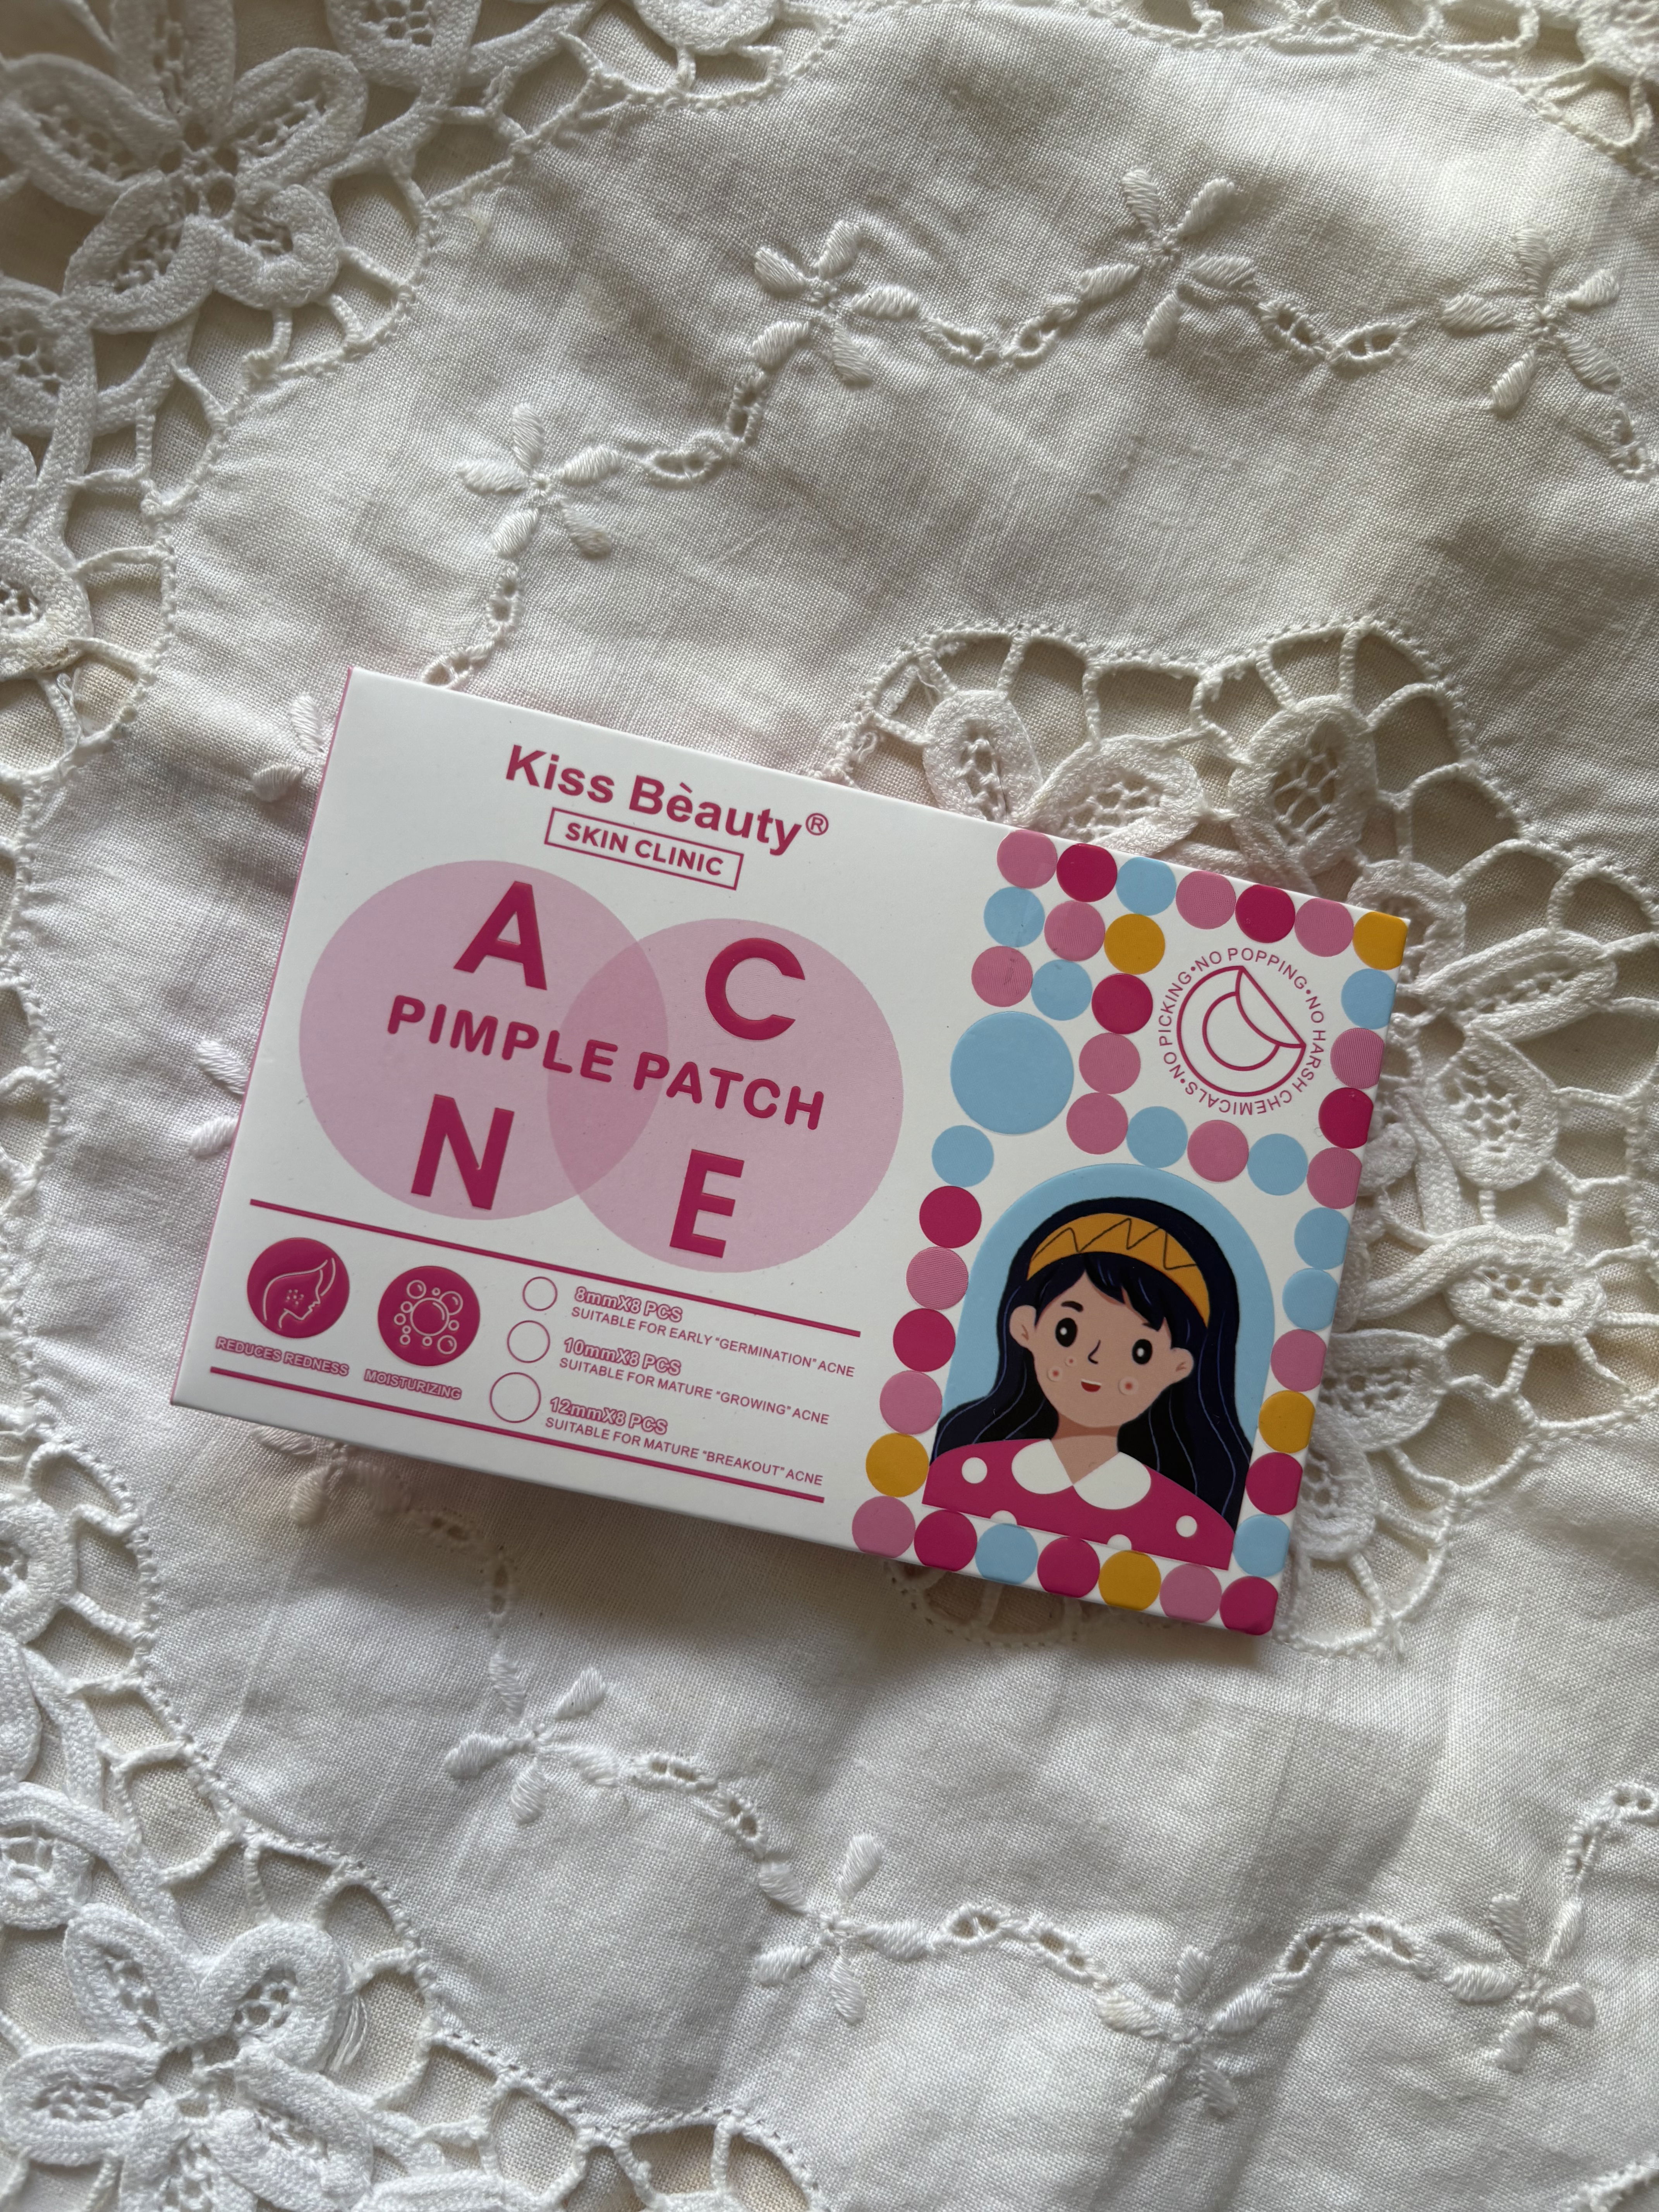 Kiss Bèauty®
SKIN CLINIC
A C
PIMPLE PATCH
N E
REDUCES REDNESS
MOISTURIZING
8mmX8 PCS
SUITABLE FOR EARLY "GERMINATION" ACNE
10mmX8 PCS
SUITABLE FOR MATURE "GROWING" ACNE
12mmX8 PCS
SUITABLE FOR MATURE "BREAKOUT" ACNE
•NO POPPING•NO HARSH CHEMICALS•NO PICKING